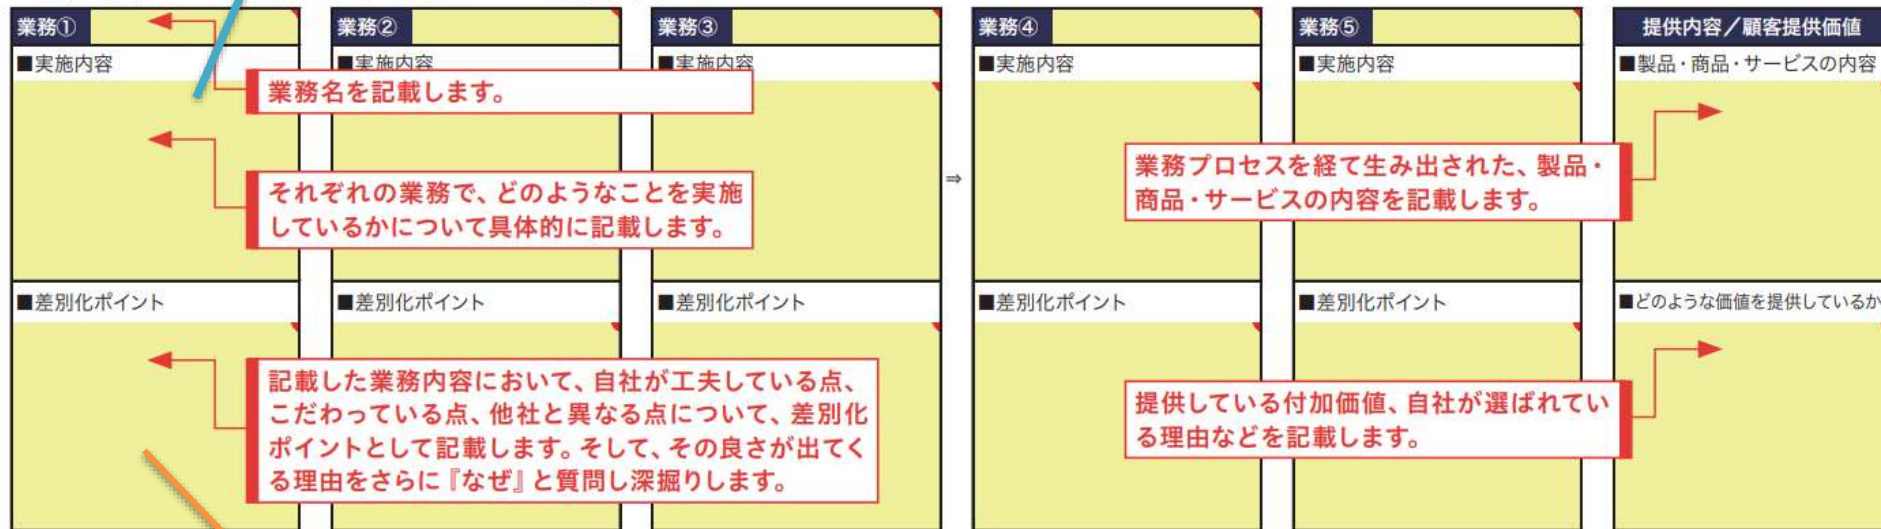 業務①
業務②
業務③
業務④
業務⑤
提供内容／顧客提供価値
■実施内容
■実施内容
■実施内容
■実施内容
■実施内容
■製品・商品・サービスの内容
業務名を記載します。
それぞれの業務で、どのようなことを実施
しているかについて具体的に記載します。
⇒
業務プロセスを経て生み出された、製品・
商品・サービスの内容を記載します。
■差別化ポイント
■差別化ポイント
■差別化ポイント
■差別化ポイント
■差別化ポイント
■どのような価値を提供しているか
記載した業務内容において、自社が工夫している点、
こだわっている点、他社と異なる点について、差別化
ポイントとして記載します。そして、その良さが出てく
る理由をさらに『なぜ』と質問し深掘りします。
提供している付加価値、自社が選ばれてい
る理由などを記載します。